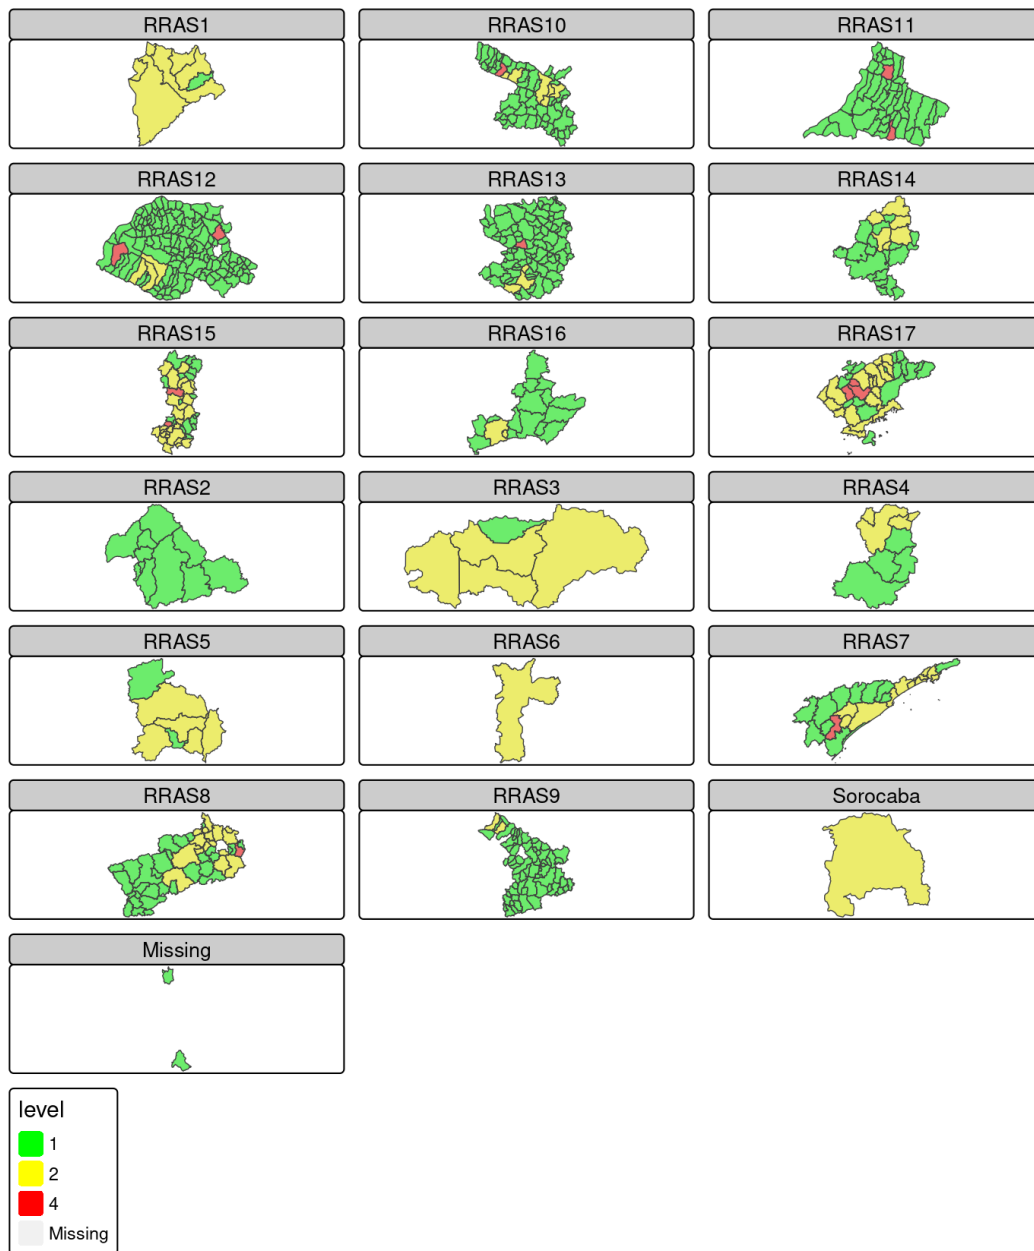 RRAS1
RRAS10
RRAS11
RRAS12
RRAS13
RRAS14
RRAS15
RRAS16
RRAS17
RRAS2
RRAS3
RRAS4
RRAS5
RRAS6
RRAS7
RRAS8
RRAS9
Sorocaba
Missing
level
1
2
4
Missing